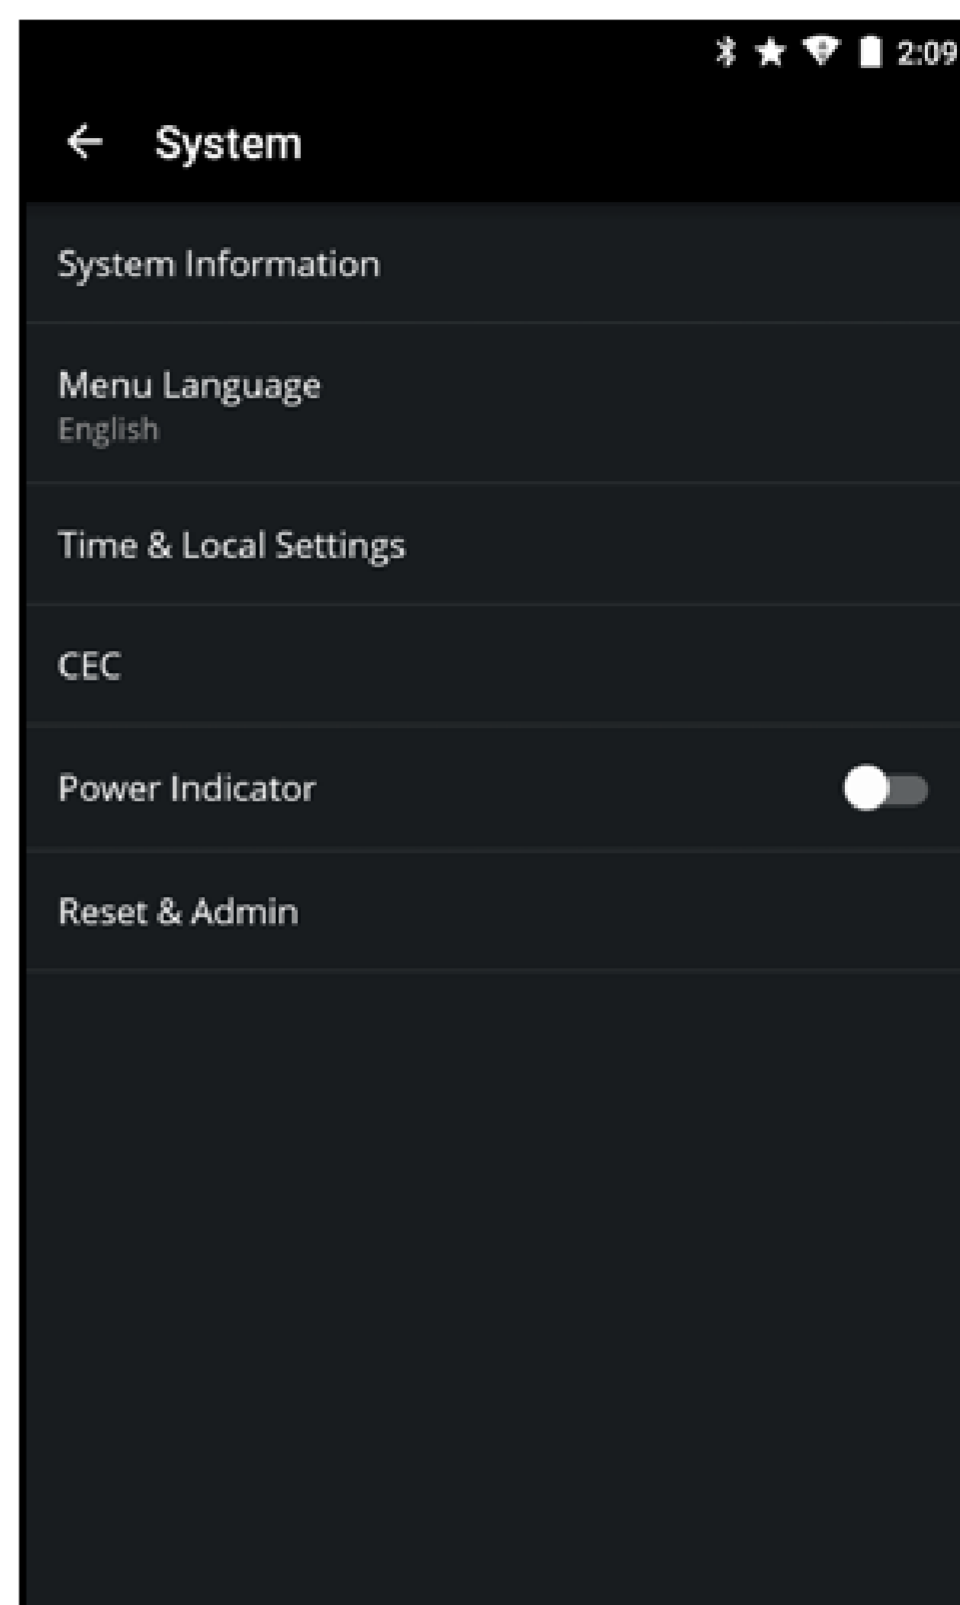 2:09
System
System Information
Menu Language
English
Time & Local Settings
CEC
Power Indicator
Reset & Admin